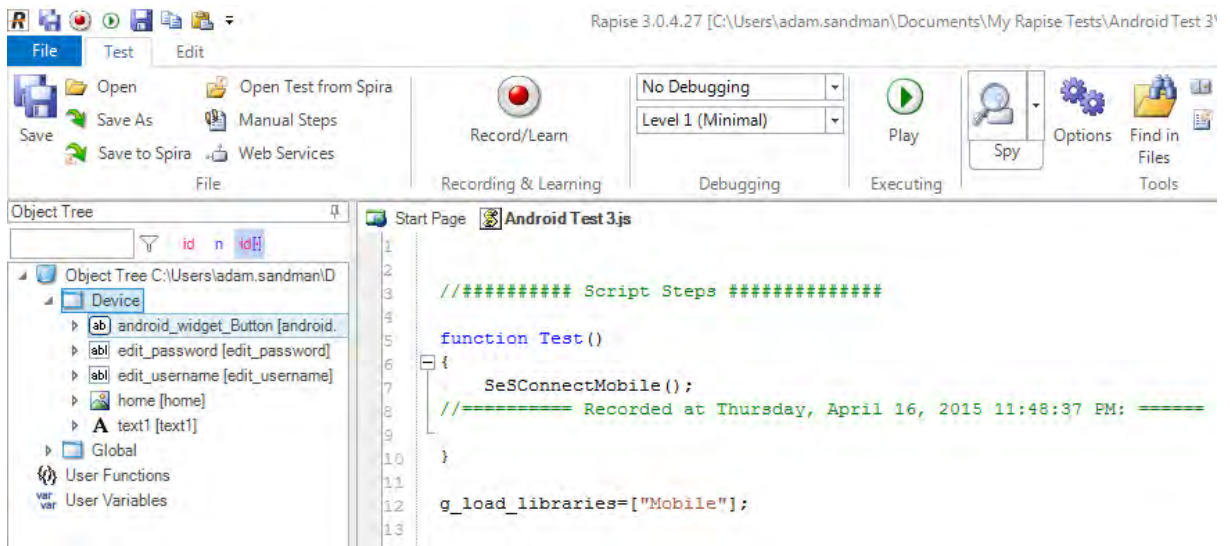 Rapise 3.0.4.27 [C:\Users\adam.sandman\Documents\My Rapise Tests\Android Test 3\
File Test Edit
Save
Open
Save As
Save to Spira
Open Test from Spira
Manual Steps
Web Services
File
Record/Learn
Recording & Learning
No Debugging
Level 1 (Minimal)
Debugging
Play
Executing
Spy
Options
Find in
Files
Tools
Object Tree
id n id[-]
Object Tree C:\Users\adam.sandman\D
Device
android_widget_Button [android.
edit_password [edit_password]
edit_username [edit_username]
home [home]
A text1 [text1]
Global
User Functions
User Variables
Start Page Android Test 3.js
1
2
3 //########## Script Steps ##############
4
5 function Test()
6 {
7 SeSConnectMobile();
8 //========== Recorded at Thursday, April 16, 2015 11:48:37 PM: ======
9
10 }
11
12 g_load_libraries=["Mobile"];
13